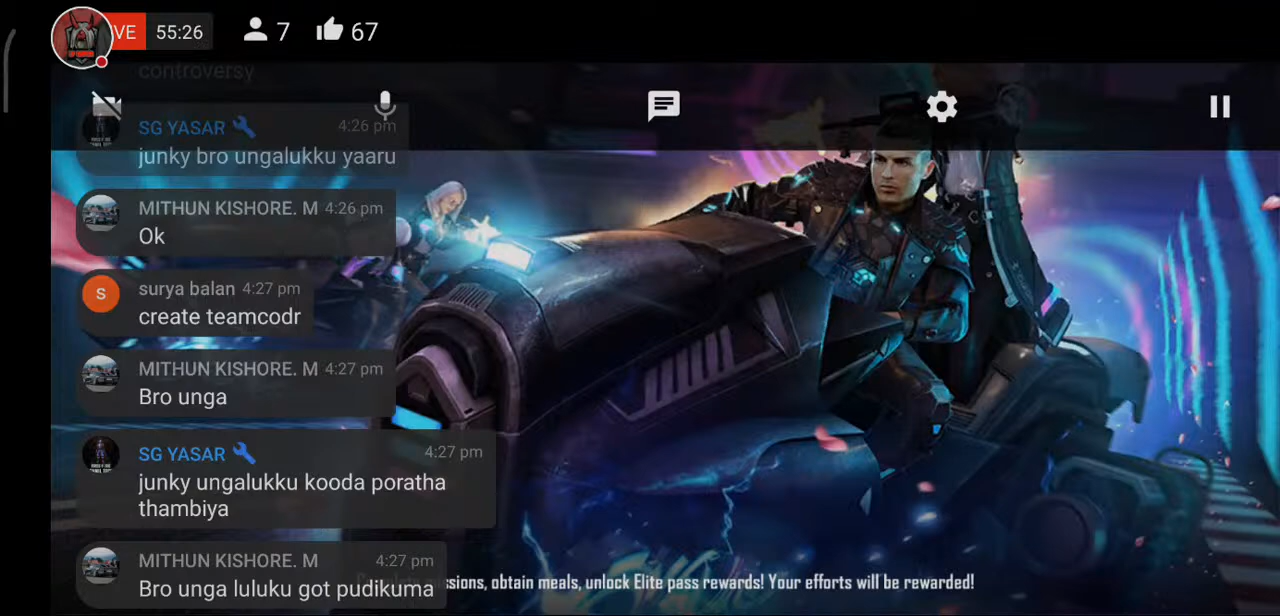 VE 55:26 7 67
controversy
SG YASAR 4:26 pm
junky bro ungalukku yaaru
MITHUN KISHORE. M 4:26 pm
Ok
S
surya balan 4:27 pm
create teamcodr
MITHUN KISHORE. M 4:27 pm
Bro unga
SG YASAR 4:27 pm
junky ungalukku kooda poratha
thambiya
MITHUN KISHORE. M 4:27 pm
Bro unga luluku got pudikuma
ssions, obtain meals, unlock Elite pass rewards! Your efforts will be rewarded!